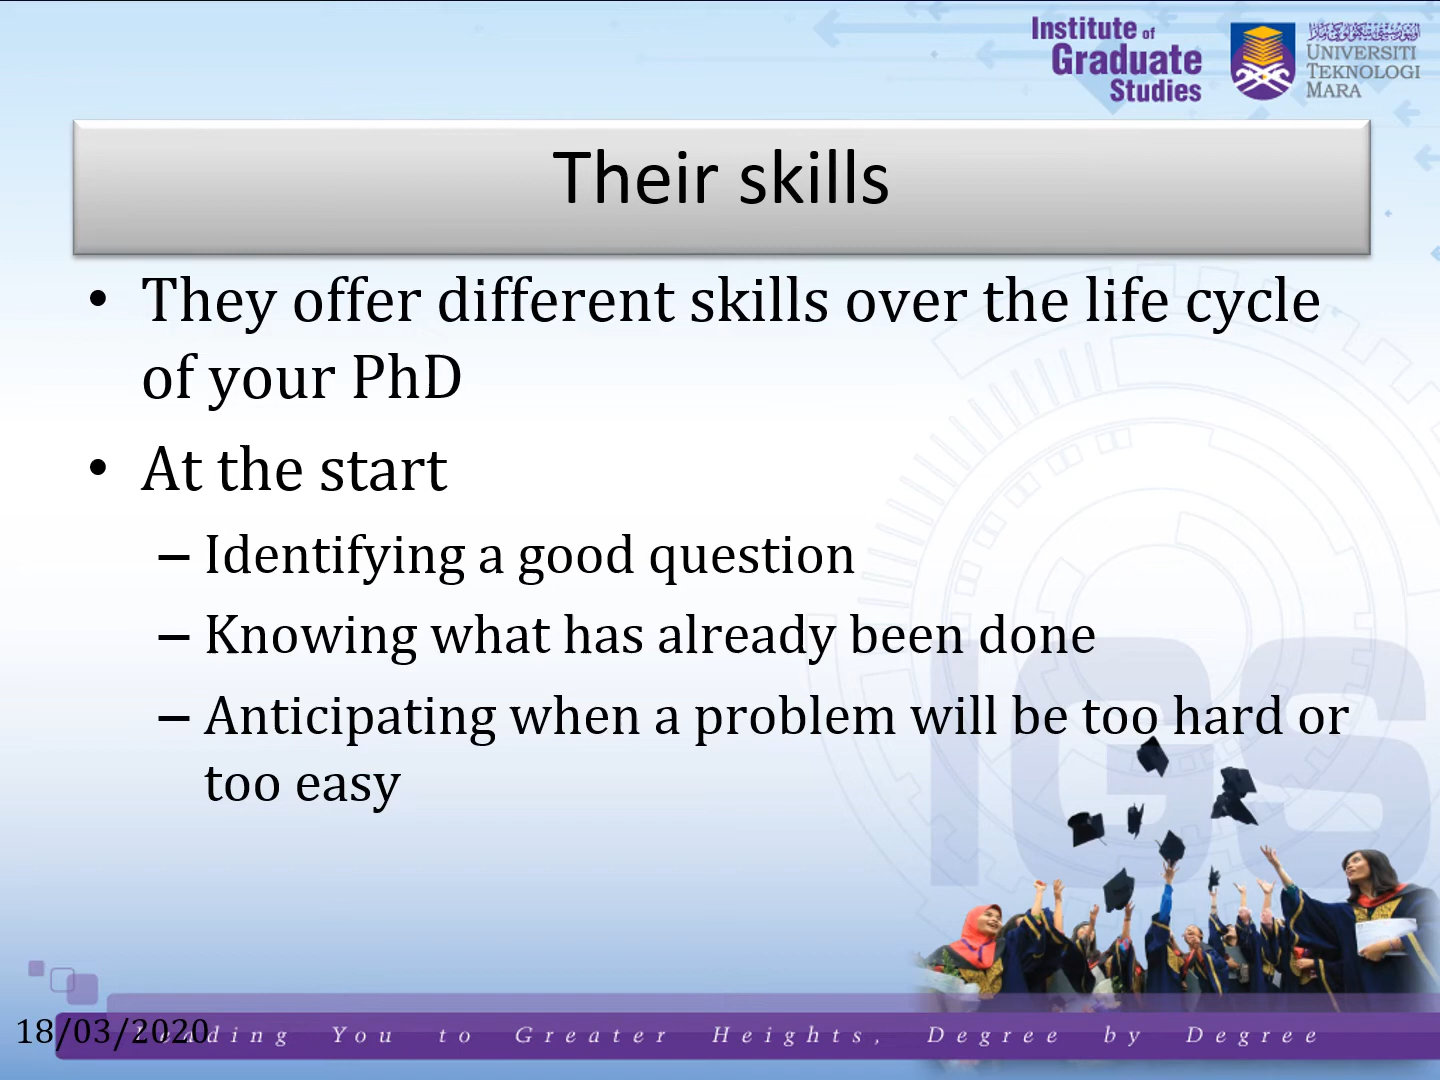 Institute of
Graduate
Studies
UNIVERSITI
TEKNOLOGI
MARA
Their skills
• They offer different skills over the life cycle
of your PhD
• At the start
– Identifying a good question
– Knowing what has already been done
– Anticipating when a problem will be too hard or
too easy
IGS
18/03/2020
Leading You to Greater Heights, Degree by Degree